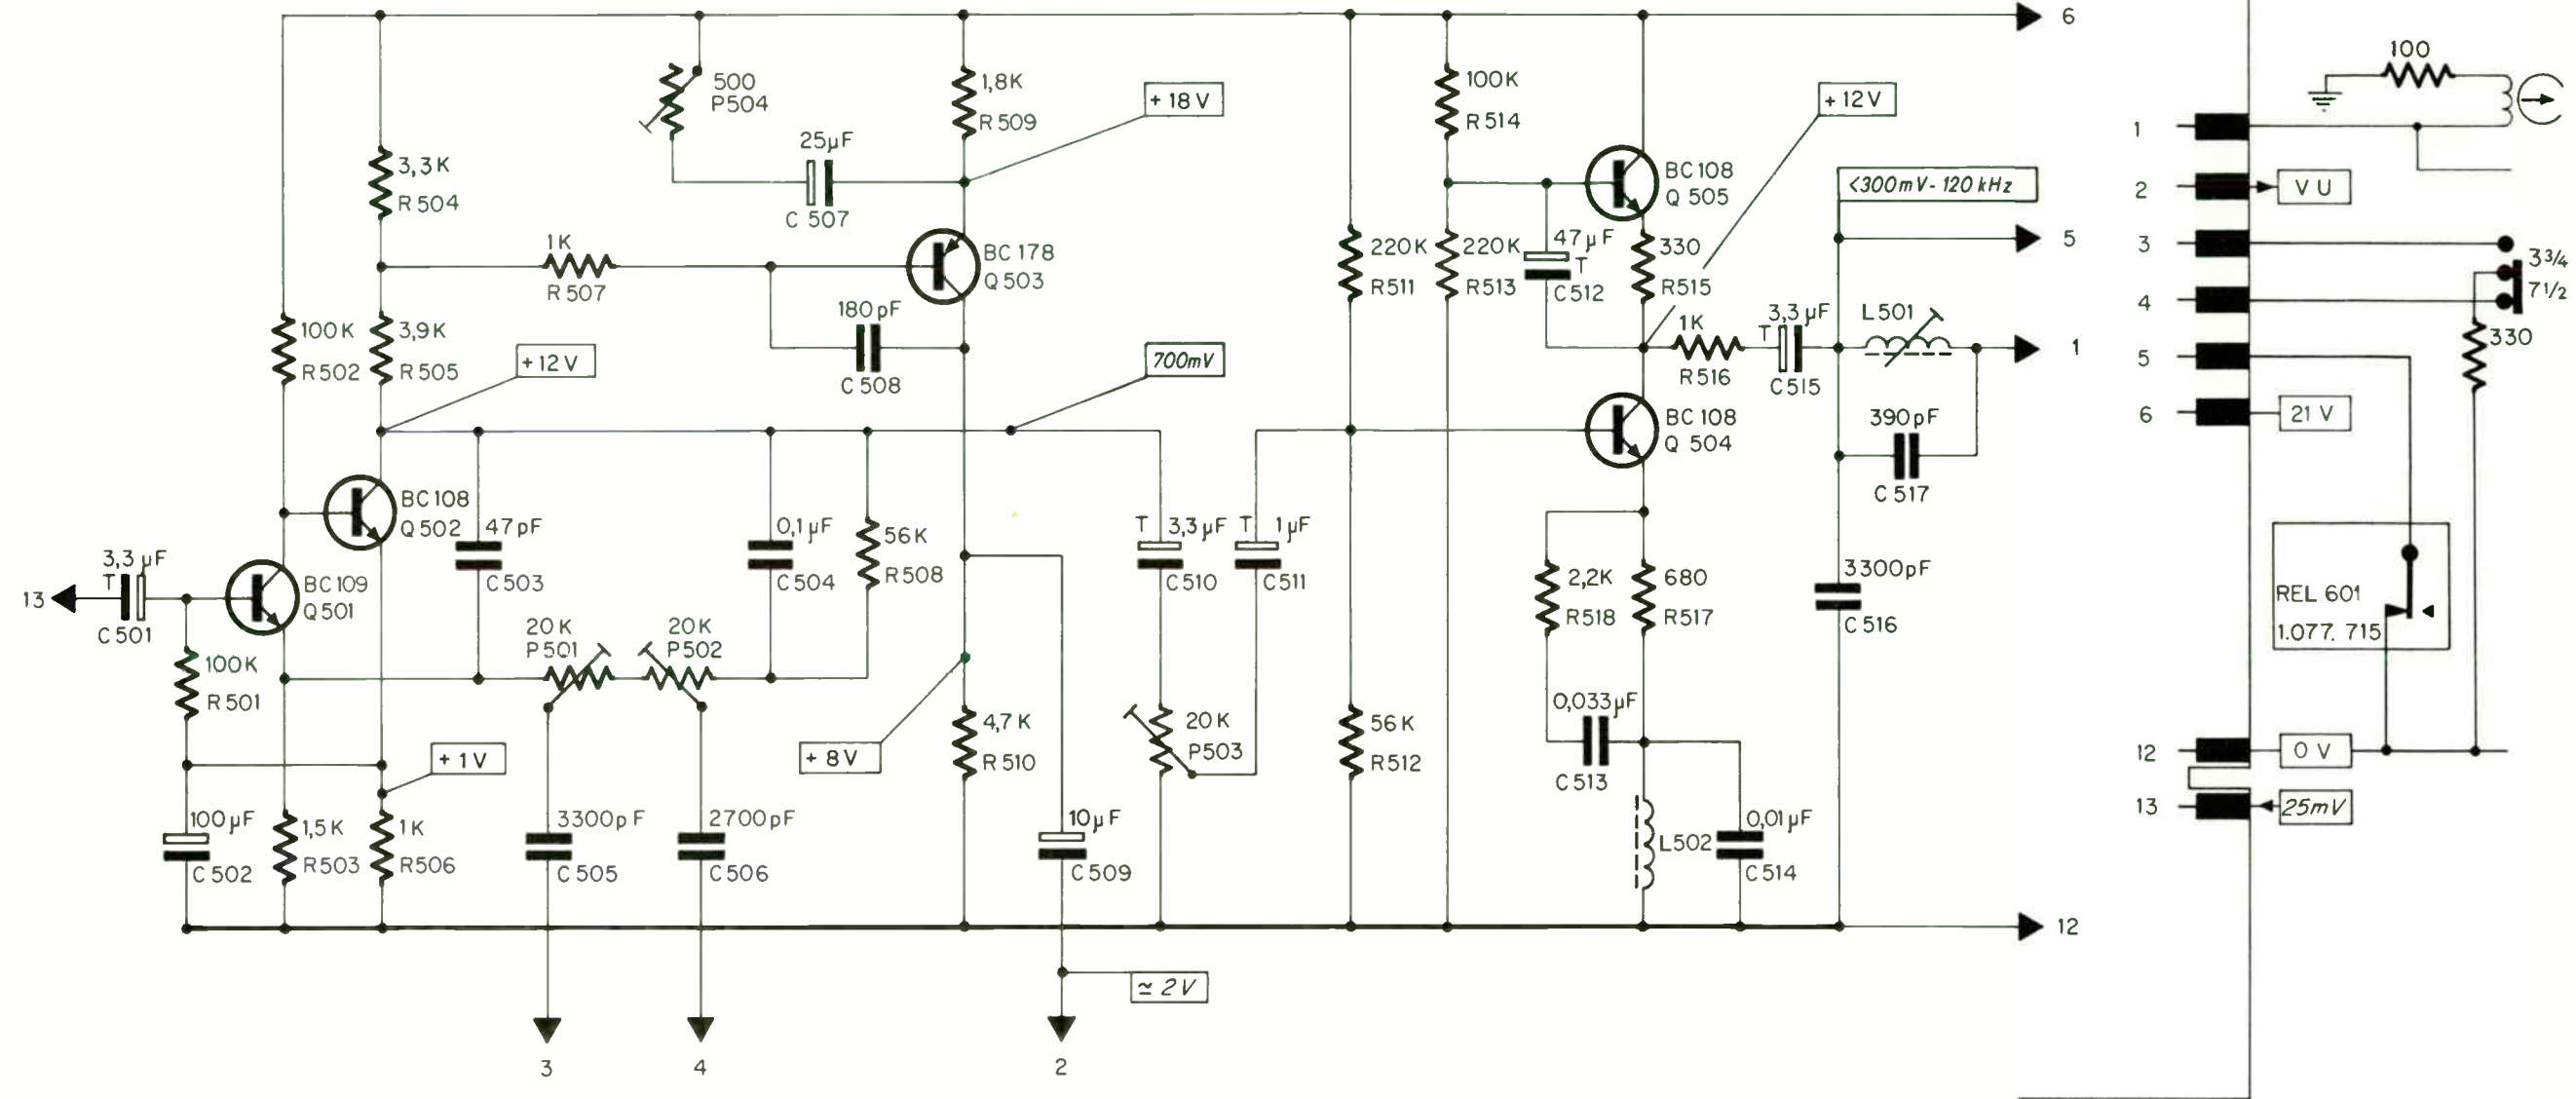 6
500
P504
1,8K
R509
+18V
100K
R514
+12V
25µF
C507
3,3K
R504
BC108
Q505
<300mV-120 kHz
1K
R507
BC178
Q503
220K
R511
220K
R513
47µF
T
C512
330
R515
5
180pF
C508
100K
R502
3,9K
R505
+12V
700mV
1K
R516
3,3µF
T
C515
L501
1
BC108
Q504
390pF
C517
BC108
Q502
47pF
C503
0,1µF
C504
56K
R508
T
3,3µF
C510
T
1µF
C511
3,3µF
T
C501
13
BC109
Q501
2,2K
R518
680
R517
3300pF
C516
20K
P501
20K
P502
100K
R501
+1V
+8V
4,7K
R510
20K
P503
56K
R512
0,033µF
C513
100µF
C502
1,5K
R503
1K
R506
3300pF
C505
2700pF
C506
10µF
C509
L502
0,01µF
C514
12
≃ 2V
3
4
2
100
1
2
VU
3
4
3 3/4
7 1/2
330
5
6
21V
REL 601
1.077.715
12
0V
13
25mV